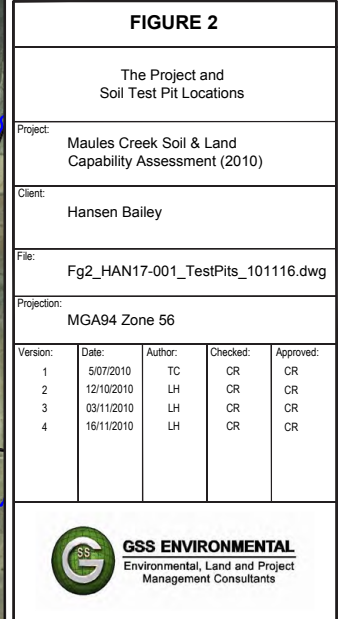 FIGURE 2
The Project and
Soil Test Pit Locations
Project:
Maules Creek Soil & Land
Capability Assessment (2010)
Client:
Hansen Bailey
File:
Fg2_HAN17-001_TestPits_101116.dwg
Projection:
MGA94 Zone 56
Version: Date: Author: Checked: Approved:
1 5/07/2010 TC CR CR
2 12/10/2010 LH CR CR
3 03/11/2010 LH CR CR
4 16/11/2010 LH CR CR
GSS
GSS ENVIRONMENTAL
Environmental, Land and Project
Management Consultants